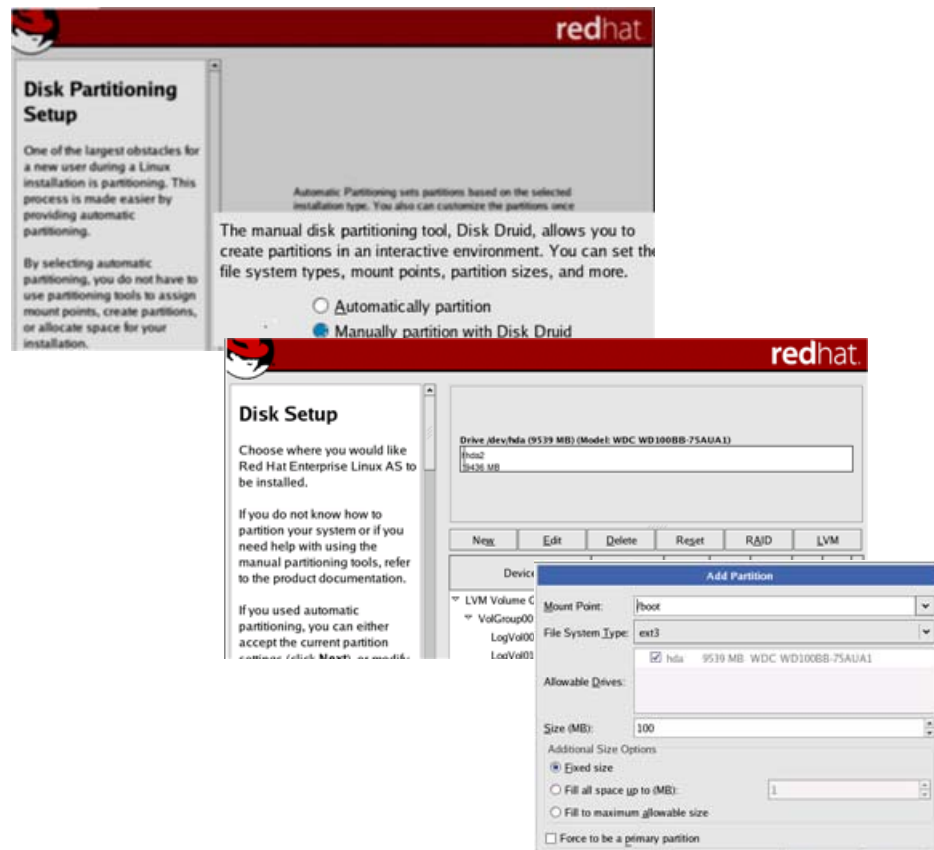 redhat
Disk Partitioning
Setup
One of the largest obstacles for
a new user during a Linux
installation is partitioning. This
process is made easier by
providing automatic
partitioning.
By selecting automatic
partitioning, you do not have to
use partitioning tools to assign
mount points, create partitions,
or allocate space for your
installation.
Automatic Partitioning sets partitions based on the selected
installation type. You also can customize the partitions once
The manual disk partitioning tool, Disk Druid, allows you to
create partitions in an interactive environment. You can set the
file system types, mount points, partition sizes, and more.
Automatically partition
Manually partition with Disk Druid
redhat.
Disk Setup
Choose where you would like
Red Hat Enterprise Linux AS to
be installed.
If you do not know how to
partition your system or if you
need help with using the
manual partitioning tools, refer
to the product documentation.
If you used automatic
partitioning, you can either
accept the current partition
settings (click Next), or modify
Drive /dev/hda (9539 MB) (Model: WDC WD100BB-75AUA1)
hda2
9436 MB
New Edit Delete Reset RAID LVM
Device
LVM Volume G
VolGroup00
LogVol00
LogVol01
Add Partition
Mount Point: /boot
File System Type: ext3
hda 9539 MB WDC WD100BB-75AUA1
Allowable Drives:
Size (MB): 100
Additional Size Options
Fixed size
Fill all space up to (MB): 1
Fill to maximum allowable size
Force to be a primary partition